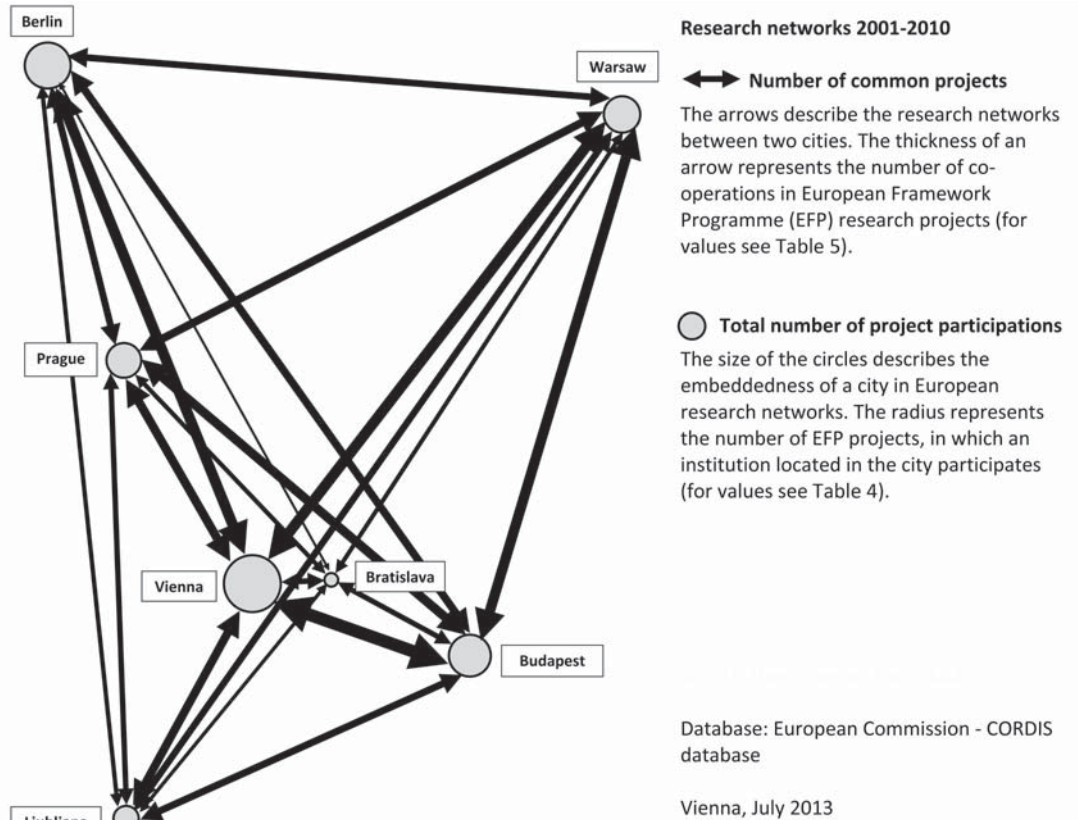 Berlin
Research networks 2001-2010
Warsaw
Number of common projects
The arrows describe the research networks
between two cities. The thickness of an
arrow represents the number of co-
operations in European Framework
Programme (EFP) research projects (for
values see Table 5).
Total number of project participations
Prague
The size of the circles describes the
embeddedness of a city in European
research networks. The radius represents
the number of EFP projects, in which an
institution located in the city participates
(for values see Table 4).
Vienna
Bratislava
Budapest
Database: European Commission - CORDIS
database
Vienna, July 2013